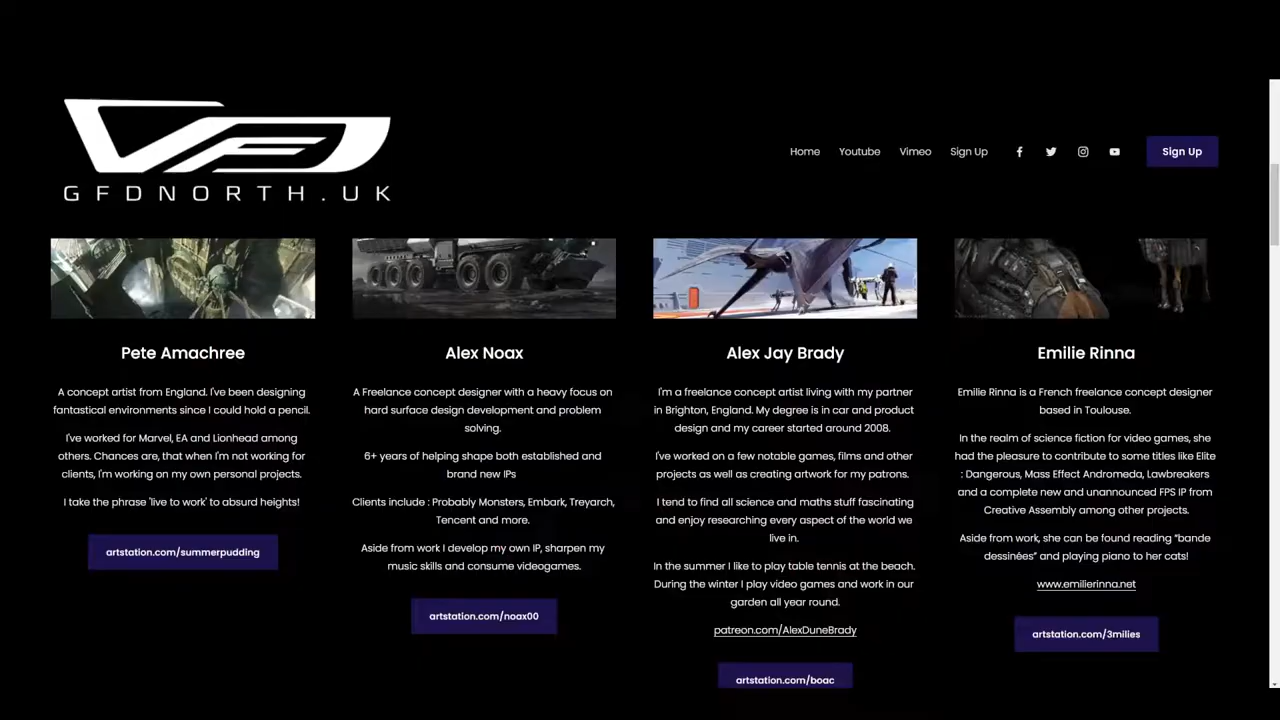 GFDNORTH.UK
Home Youtube Vimeo Sign Up Sign Up
Pete Amachree
A concept artist from England. I've been designing
fantastical environments since I could hold a pencil.
I've worked for Marvel, EA and Lionhead among
others. Chances are, that when I'm not working for
clients, I'm working on my own personal projects.
I take the phrase 'live to work' to absurd heights!
artstation.com/summerpudding
Alex Noax
A Freelance concept designer with a heavy focus on
hard surface design development and problem
solving.
6+ years of helping shape both established and
brand new IPs
Clients include : Probably Monsters, Embark, Treyarch,
Tencent and more.
Aside from work I develop my own IP, sharpen my
music skills and consume videogames.
artstation.com/noax00
Alex Jay Brady
I'm a freelance concept artist living with my partner
in Brighton, England. My degree is in car and product
design and my career started around 2008.
I've worked on a few notable games, films and other
projects as well as creating artwork for my patrons.
I tend to find all science and maths stuff fascinating
and enjoy researching every aspect of the world we
live in.
In the summer I like to play table tennis at the beach.
During the winter I play video games and work in our
garden all year round.
patreon.com/AlexDuneBrady
artstation.com/boac
Emilie Rinna
Emilie Rinna is a French freelance concept designer
based in Toulouse.
In the realm of science fiction for video games, she
had the pleasure to contribute to some titles like Elite
: Dangerous, Mass Effect Andromeda, Lawbreakers
and a complete new and unannounced FPS IP from
Creative Assembly among other projects.
Aside from work, she can be found reading “bande
dessinées” and playing piano to her cats!
www.emilierinna.net
artstation.com/3milies